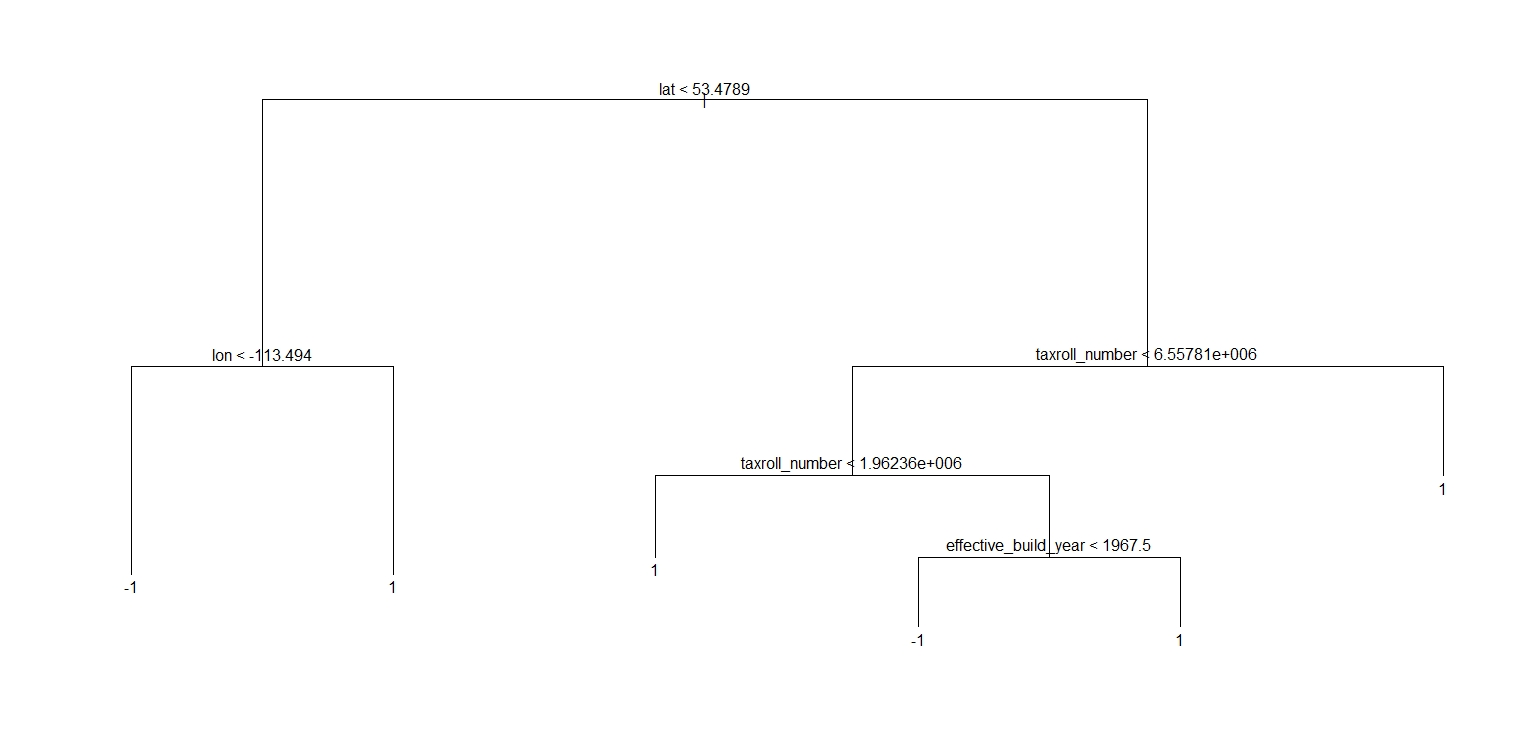 lat < 53.4789
lon < -113.494
taxroll_number < 6.55781e+006
taxroll_number < 1.96236e+006
1
effective_build_year < 1967.5
1
-1
1
-1
1